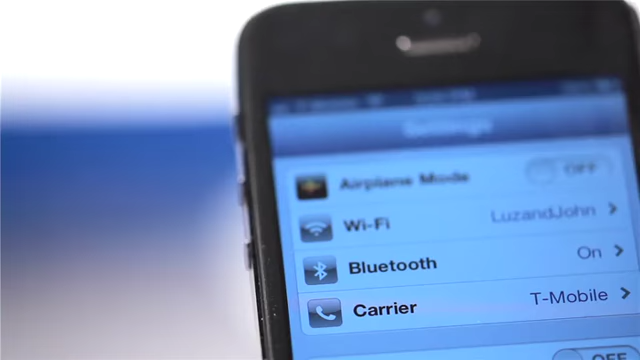 Settings
Airplane Mode OFF
Wi-Fi LuzandJohn
Bluetooth On
Carrier T-Mobile
OFF